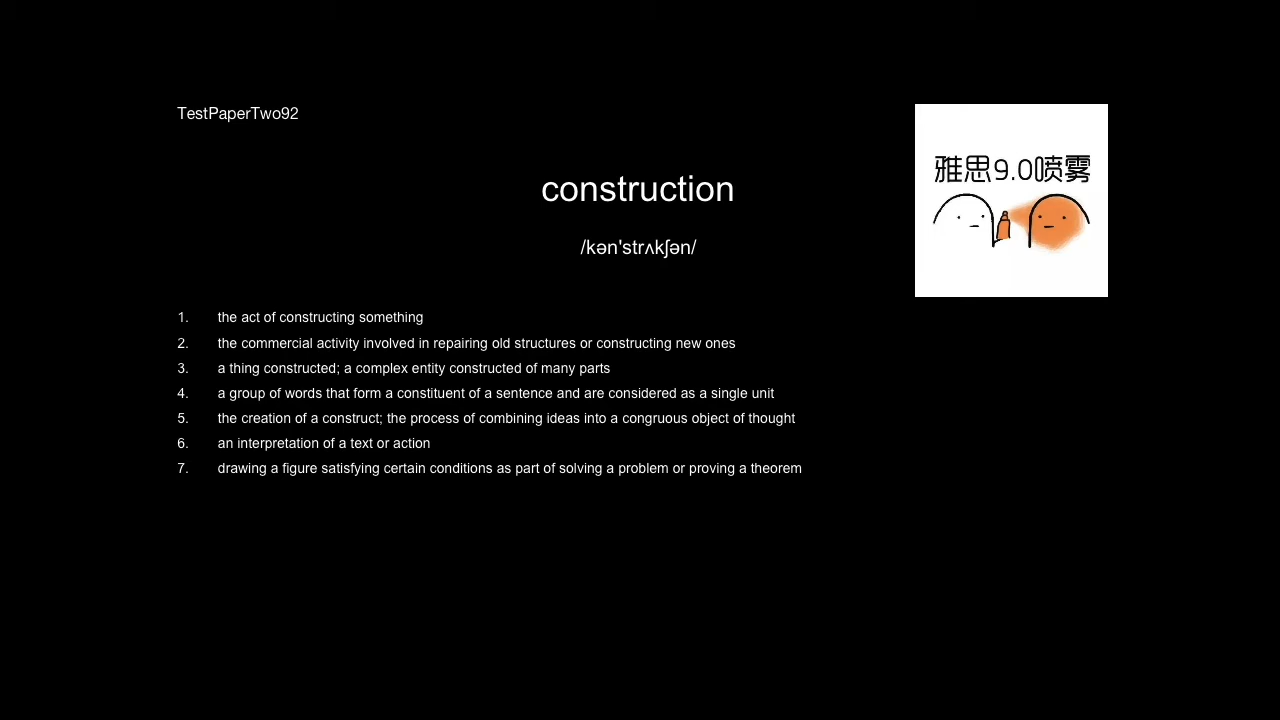 TestPaperTwo92
雅思9.0喷雾
construction
/kən'strʌkʃən/
1. the act of constructing something
2. the commercial activity involved in repairing old structures or constructing new ones
3. a thing constructed; a complex entity constructed of many parts
4. a group of words that form a constituent of a sentence and are considered as a single unit
5. the creation of a construct; the process of combining ideas into a congruous object of thought
6. an interpretation of a text or action
7. drawing a figure satisfying certain conditions as part of solving a problem or proving a theorem